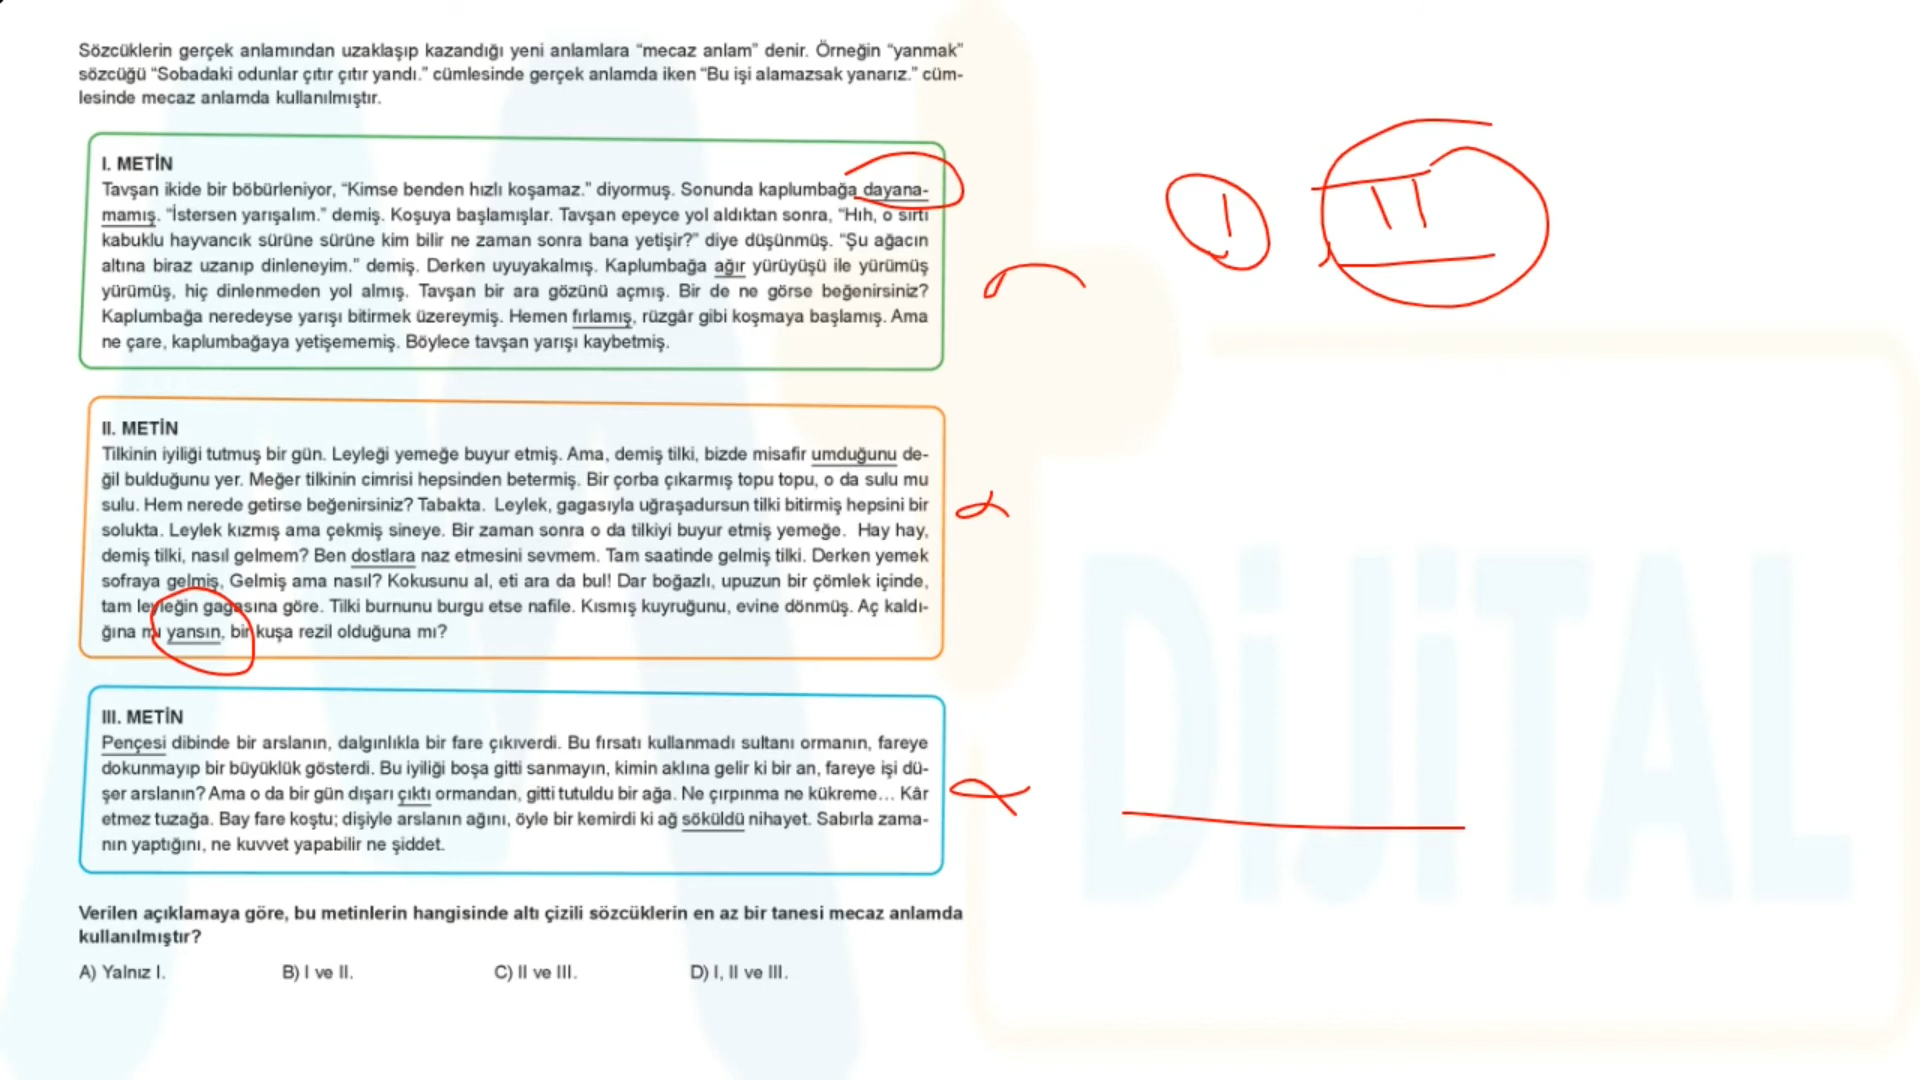 Sözcüklerin gerçek anlamından uzaklaşıp kazandığı yeni anlamlara “mecaz anlam” denir. Örneğin “yanmak”
sözcüğü “Sobadaki odunlar çıtır çıtır yandı.” cümlesinde gerçek anlamda iken “Bu işi alamazsak yanarız.” cüm-
lesinde mecaz anlamda kullanılmıştır.
I. METİN
Tavşan ikide bir böbürleniyor, “Kimse benden hızlı koşamaz.” diyormuş. Sonunda kaplumbağa dayana-
mamış. “İstersen yarışalım.” demiş. Koşuya başlamışlar. Tavşan epeyce yol aldıktan sonra, “Hıh, o sırtı
kabuklu hayvancık sürüne sürüne kim bilir ne zaman sonra bana yetişir?” diye düşünmüş. “Şu ağacın
altına biraz uzanıp dinleneyim.” demiş. Derken uyuyakalmış. Kaplumbağa ağır yürüyüşü ile yürümüş
yürümüş, hiç dinlenmeden yol almış. Tavşan bir ara gözünü açmış. Bir de ne görse beğenirsiniz?
Kaplumbağa neredeyse yarışı bitirmek üzereymiş. Hemen fırlamış, rüzgâr gibi koşmaya başlamış. Ama
ne çare, kaplumbağaya yetişememiş. Böylece tavşan yarışı kaybetmiş.
I
II
II. METİN
Tilkinin iyiliği tutmuş bir gün. Leyleği yemeğe buyur etmiş. Ama, demiş tilki, bizde misafir umduğunu de-
ğil bulduğunu yer. Meğer tilkinin cimrisi hepsinden betermiş. Bir çorba çıkarmış topu topu, o da sulu mu
sulu. Hem nerede getirse beğenirsiniz? Tabakta. Leylek, gagasıyla uğraşadursun tilki bitirmiş hepsini bir
solukta. Leylek kızmış ama çekmiş sineye. Bir zaman sonra o da tilkiyi buyur etmiş yemeğe. Hay hay,
demiş tilki, nasıl gelmem? Ben dostlara naz etmesini sevmem. Tam saatinde gelmiş tilki. Derken yemek
sofraya gelmiş, Gelmiş ama nasıl? Kokusunu al, eti ara da bul! Dar boğazlı, upuzun bir çömlek içinde,
tam leyleğin gagasına göre. Tilki burnunu burgu etse nafile. Kısmış kuyruğunu, evine dönmüş. Aç kaldı-
ğına mı yansın, bir kuşa rezil olduğuna mı?
III. METİN
Pençesi dibinde bir arslanın, dalgınlıkla bir fare çıkıverdi. Bu fırsatı kullanmadı sultanı ormanın, fareye
dokunmayıp bir büyüklük gösterdi. Bu iyiliği boşa gitti sanmayın, kimin aklına gelir ki bir an, fareye işi dü-
şer arslanın? Ama o da bir gün dışarı çıktı ormandan, gitti tutuldu bir ağa. Ne çırpınma ne kükreme... Kâr
etmez tuzağa. Bay fare koştu; dişiyle arslanın ağını, öyle bir kemirdi ki ağ söküldü nihayet. Sabırla zama-
nın yaptığını, ne kuvvet yapabilir ne şiddet.
Verilen açıklamaya göre, bu metinlerin hangisinde altı çizili sözcüklerin en az bir tanesi mecaz anlamda
kullanılmıştır?
A) Yalnız I. B) I ve II. C) II ve III. D) I, II ve III.
DİJİTAL